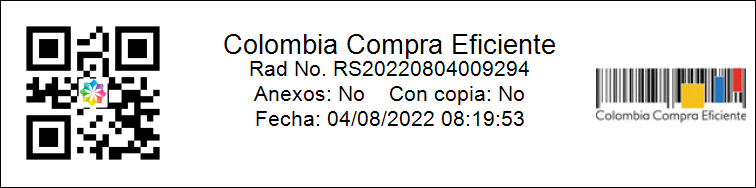 Colombia Compra Eficiente
Rad No. RS20220804009294
Anexos: No    Con copia: No
Fecha: 04/08/2022 08:19:53
Colombia Compra Eficiente